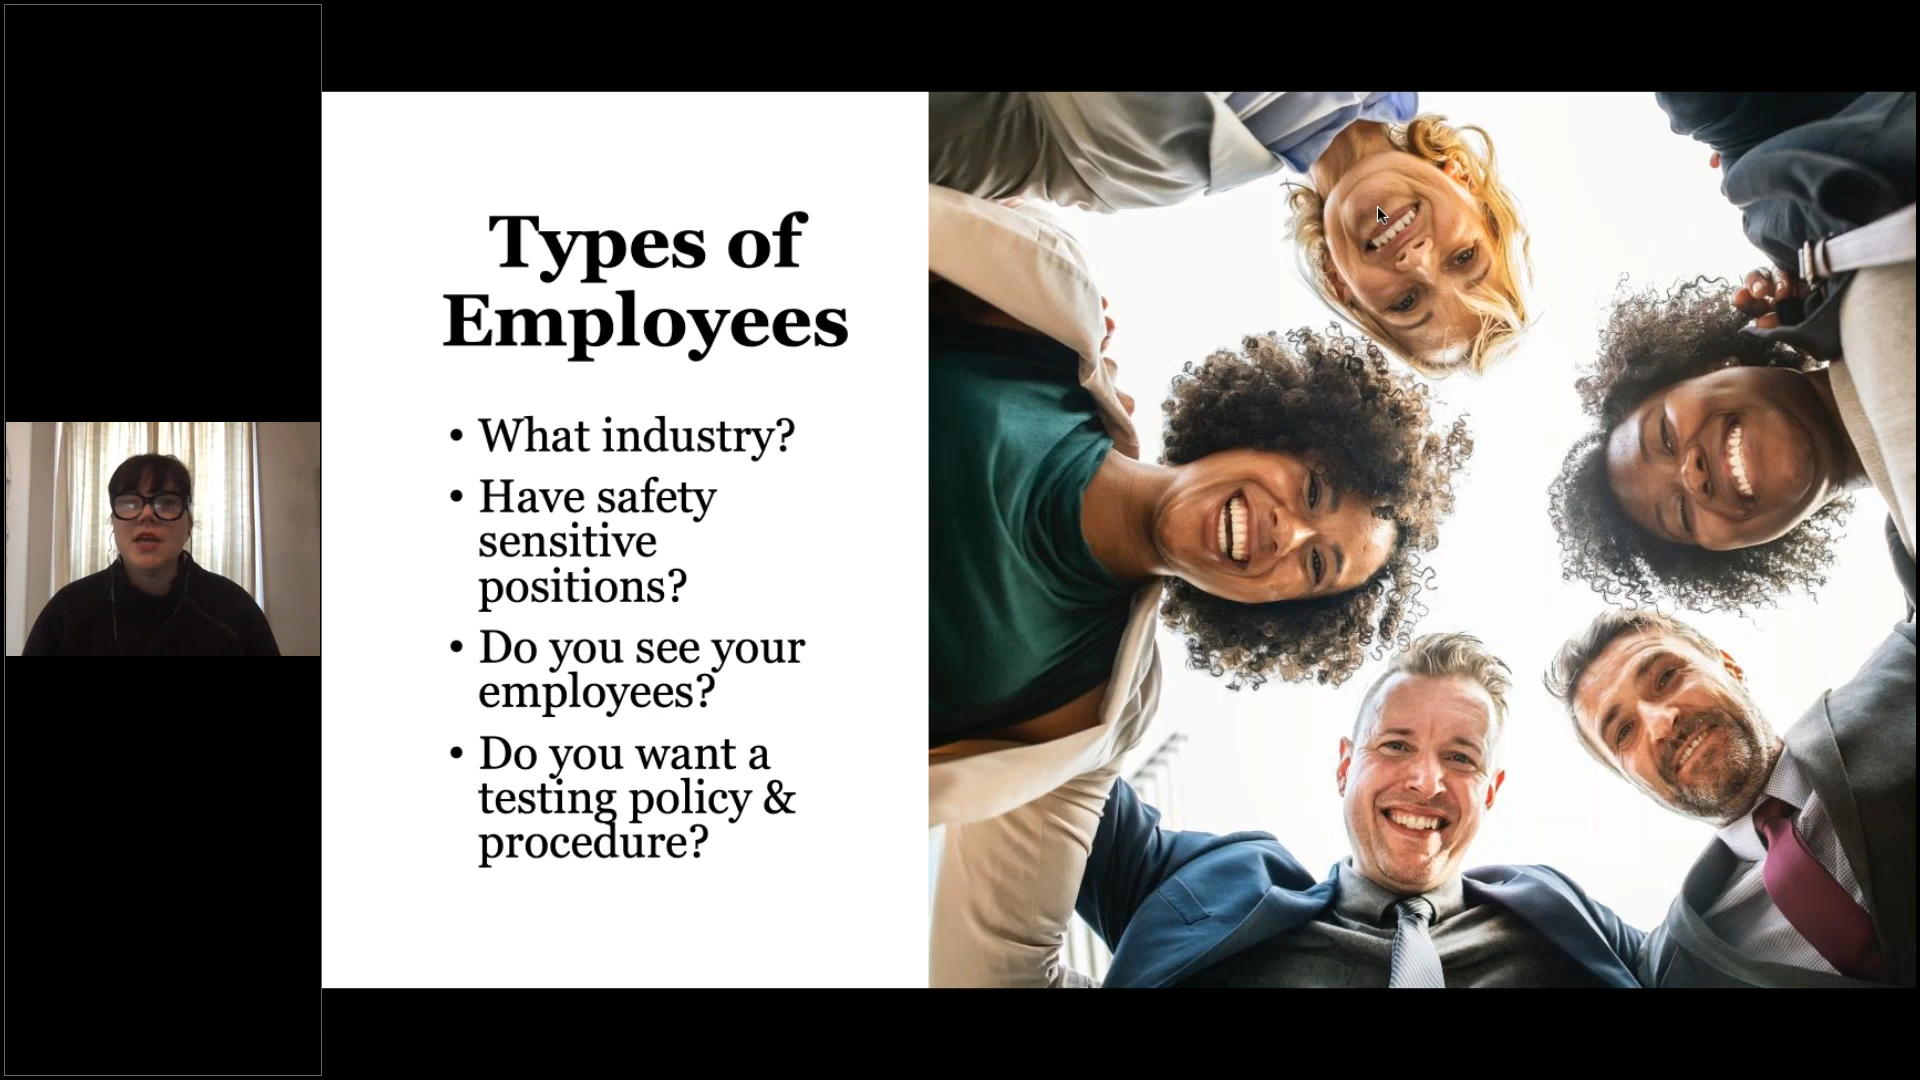 Types of
Employees
• What industry?
• Have safety
sensitive
positions?
• Do you see your
employees?
• Do you want a
testing policy &
procedure?